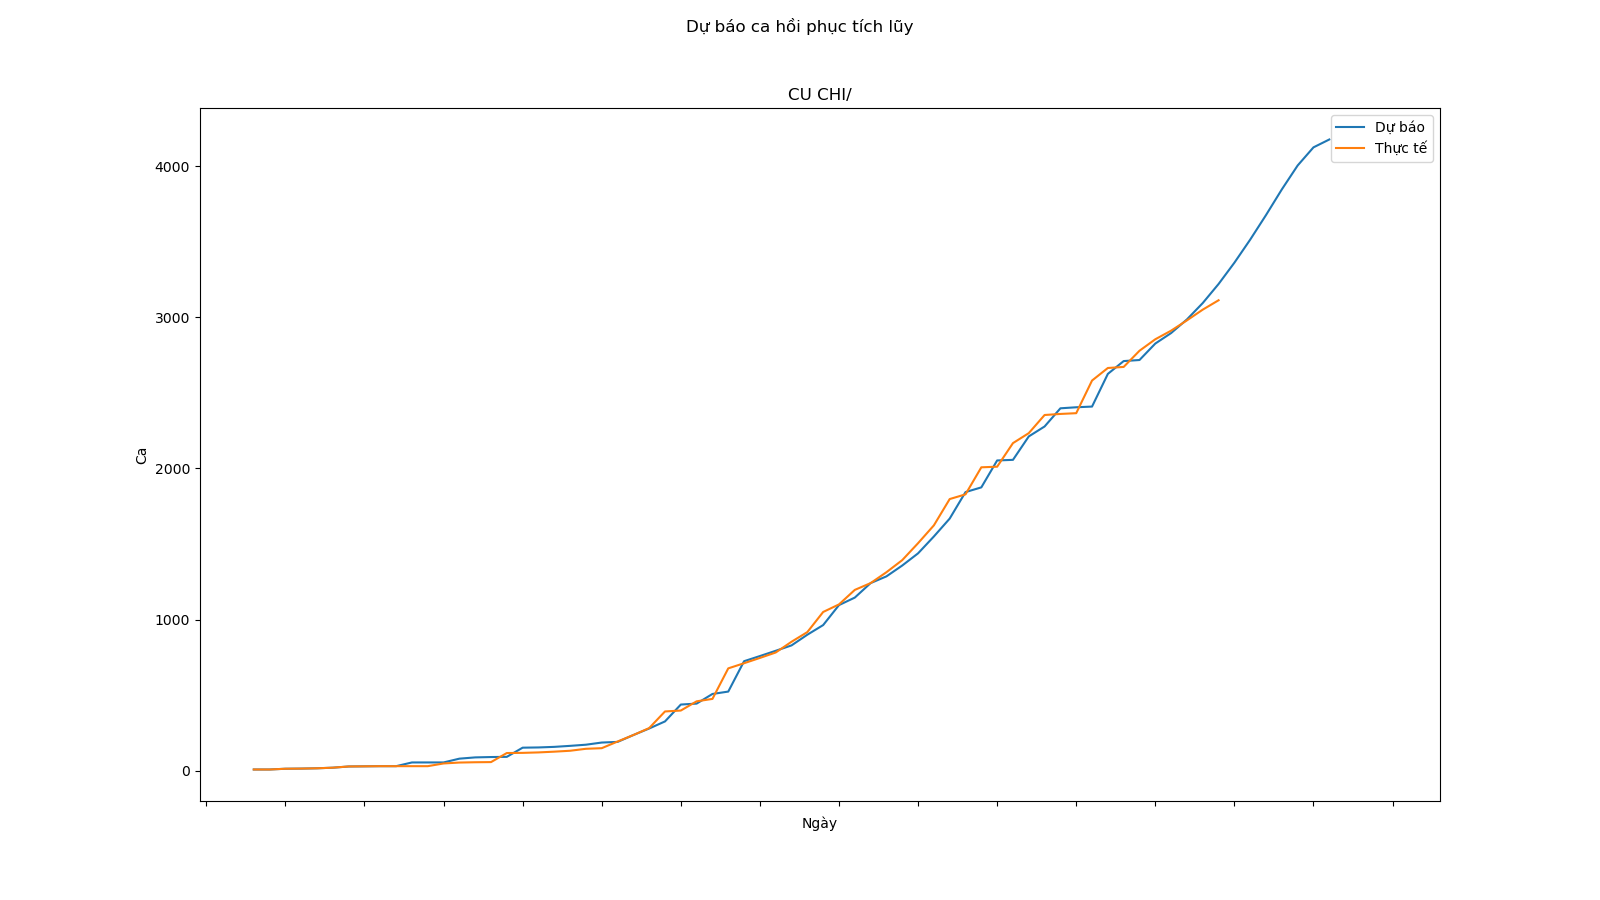 Dự báo ca hồi phục tích lũy
CU CHI/
Dự báo
Thực tế
4000
3000
2000
1000
0
Ca
Ngày